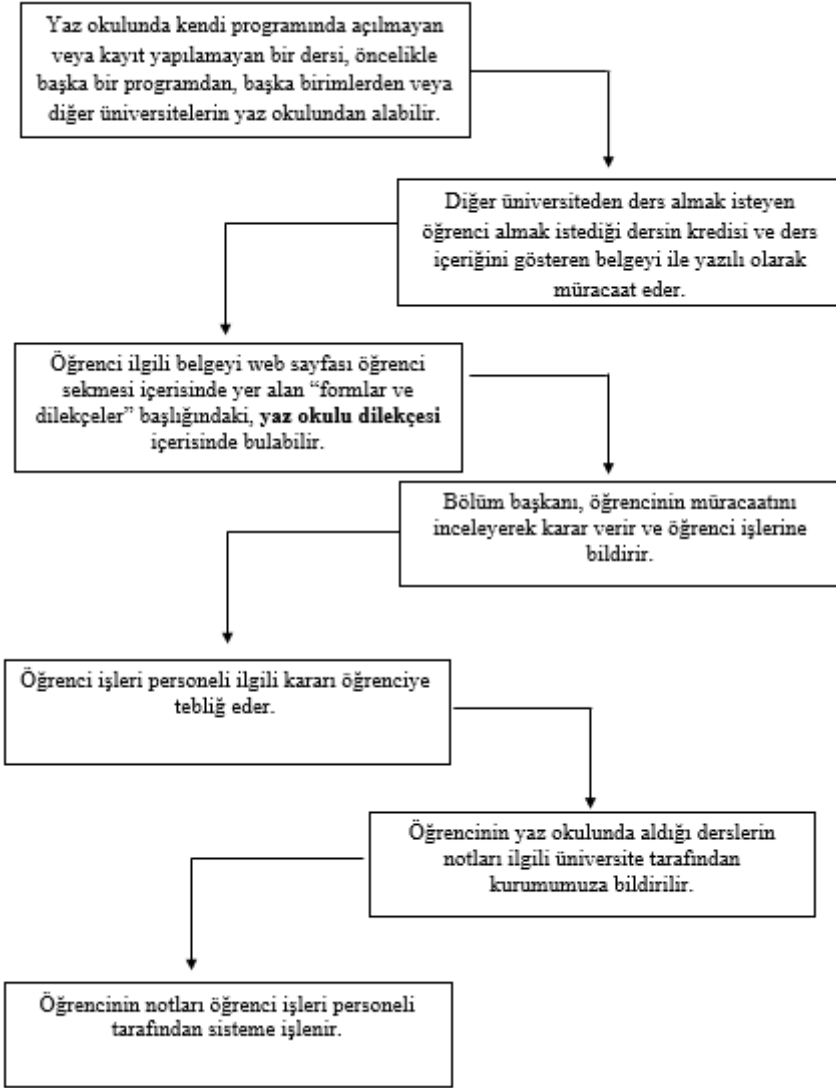 Yaz okulunda kendi programında açılmayan
veya kayıt yapılamayan bir dersi, öncelikle
başka bir programdan, başka birimlerden veya
diğer üniversitelerin yaz okulundan alabilir.
Diğer üniversiteden ders almak isteyen
öğrenci almak istediği dersin kredisi ve ders
içeriğini gösteren belgeyi ile yazılı olarak
müracaat eder.
Öğrenci ilgili belgeyi web sayfası öğrenci
sekmesi içerisinde yer alan “formlar ve
dilekçeler” başlığındaki, yaz okulu dilekçesi
içerisinde bulabilir.
Bölüm başkanı, öğrencinin müracaatını
inceleyerek karar verir ve öğrenci işlerine
bildirir.
Öğrenci işleri personeli ilgili kararı öğrenciye
tebliğ eder.
Öğrencinin yaz okulunda aldığı derslerin
notları ilgili üniversite tarafından
kurumumuza bildirilir.
Öğrencinin notları öğrenci işleri personeli
tarafından sisteme işlenir.